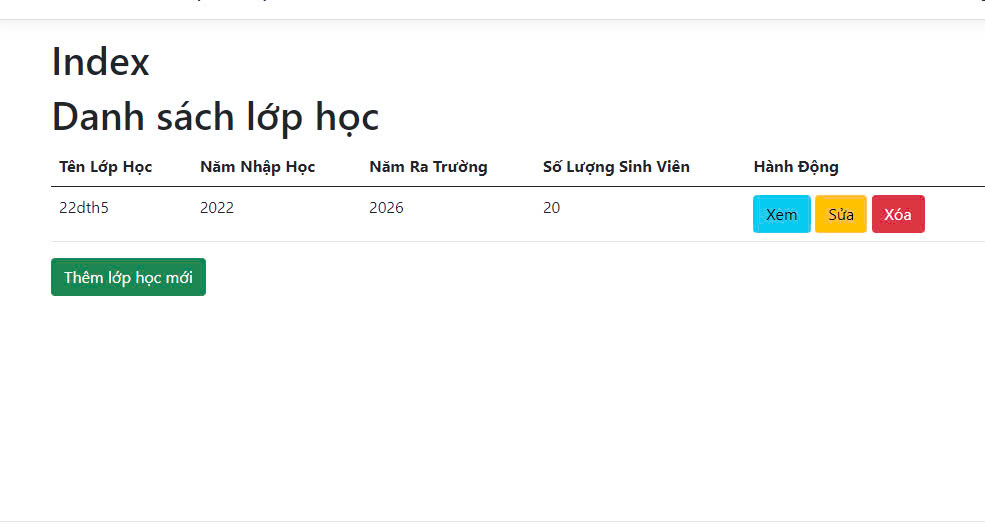 Index
Danh sách lớp học
Tên Lớp Học Năm Nhập Học Năm Ra Trường Số Lượng Sinh Viên Hành Động
22dth5 2022 2026 20 Xem Sửa Xóa
Thêm lớp học mới